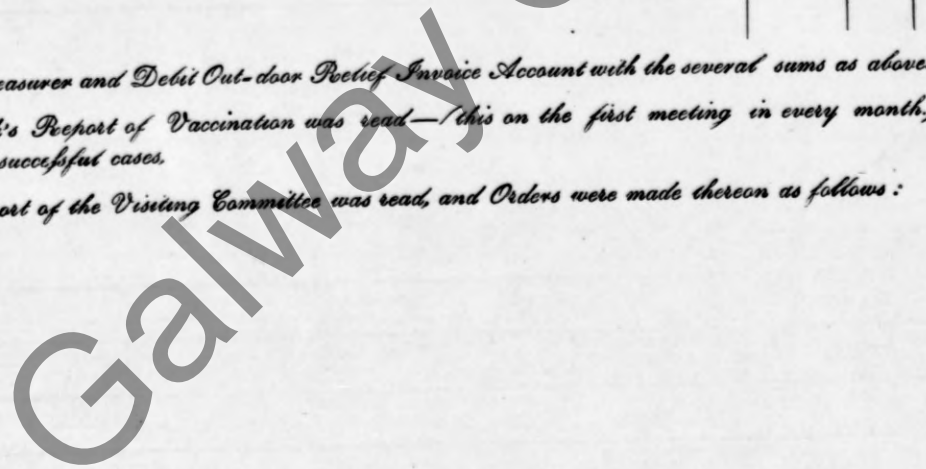 easurer and Debit Out-door Relief Invoice Account with the several sums as above
k's Report of Vaccination was read—/this on the first meeting in every month,
successful cases.
ort of the Visiting Committee was read, and Orders were made thereon as follows:
Galway